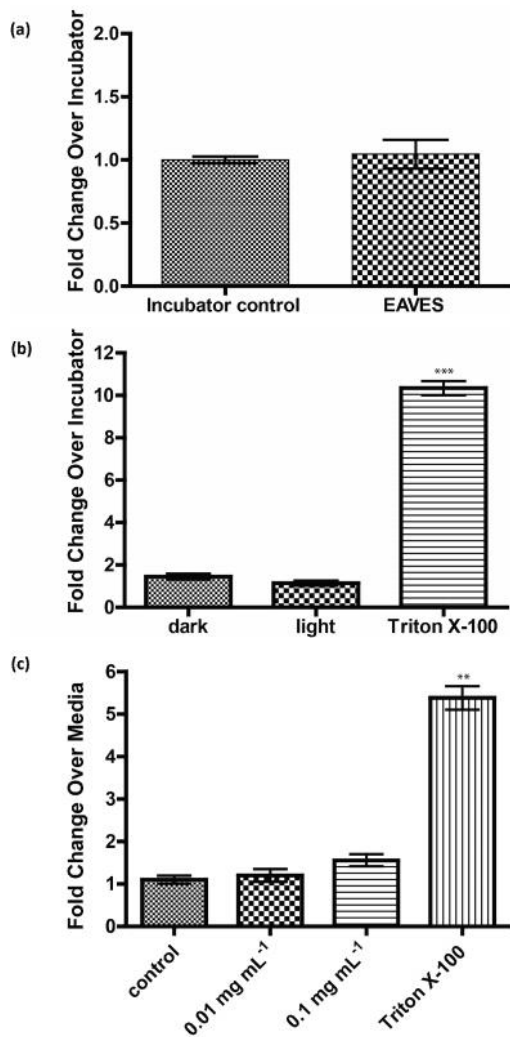 (a)
Fold Change Over Incubator
2.0
1.5
1.0
0.5
0.0
Incubator control EAVES
(b)
Fold Change Over Incubator
12
10
8
6
4
2
0
***
dark light Triton X-100
(c)
Fold Change Over Media
6
5
4
3
2
1
0
**
control
0.01 mg mL⁻¹
0.1 mg mL⁻¹
Triton X-100